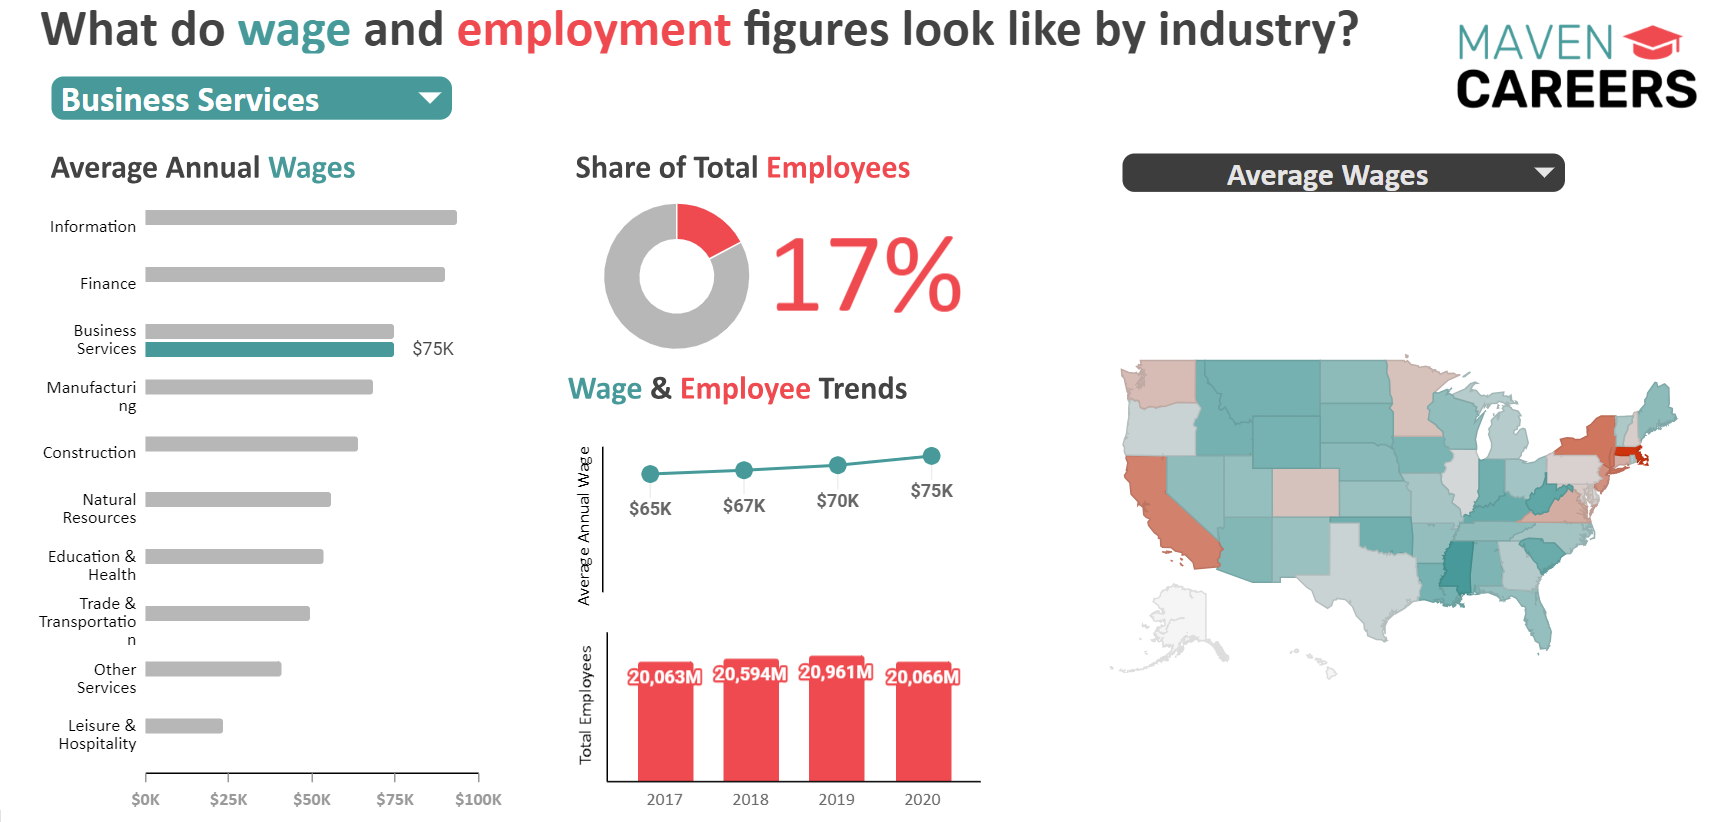 What do wage and employment figures look like by industry?
MAVEN
CAREERS
Business Services
Average Annual Wages
Information
Finance
Business
Services
$75K
Manufacturi
ng
Construction
Natural
Resources
Education &
Health
Trade &
Transportatio
n
Other
Services
Leisure &
Hospitality
$0K
$25K
$50K
$75K
$100K
Share of Total Employees
17%
Wage & Employee Trends
Average Annual Wage
$65K
$67K
$70K
$75K
Total Employees
20,063M
20,594M
20,961M
20,066M
2017
2018
2019
2020
Average Wages